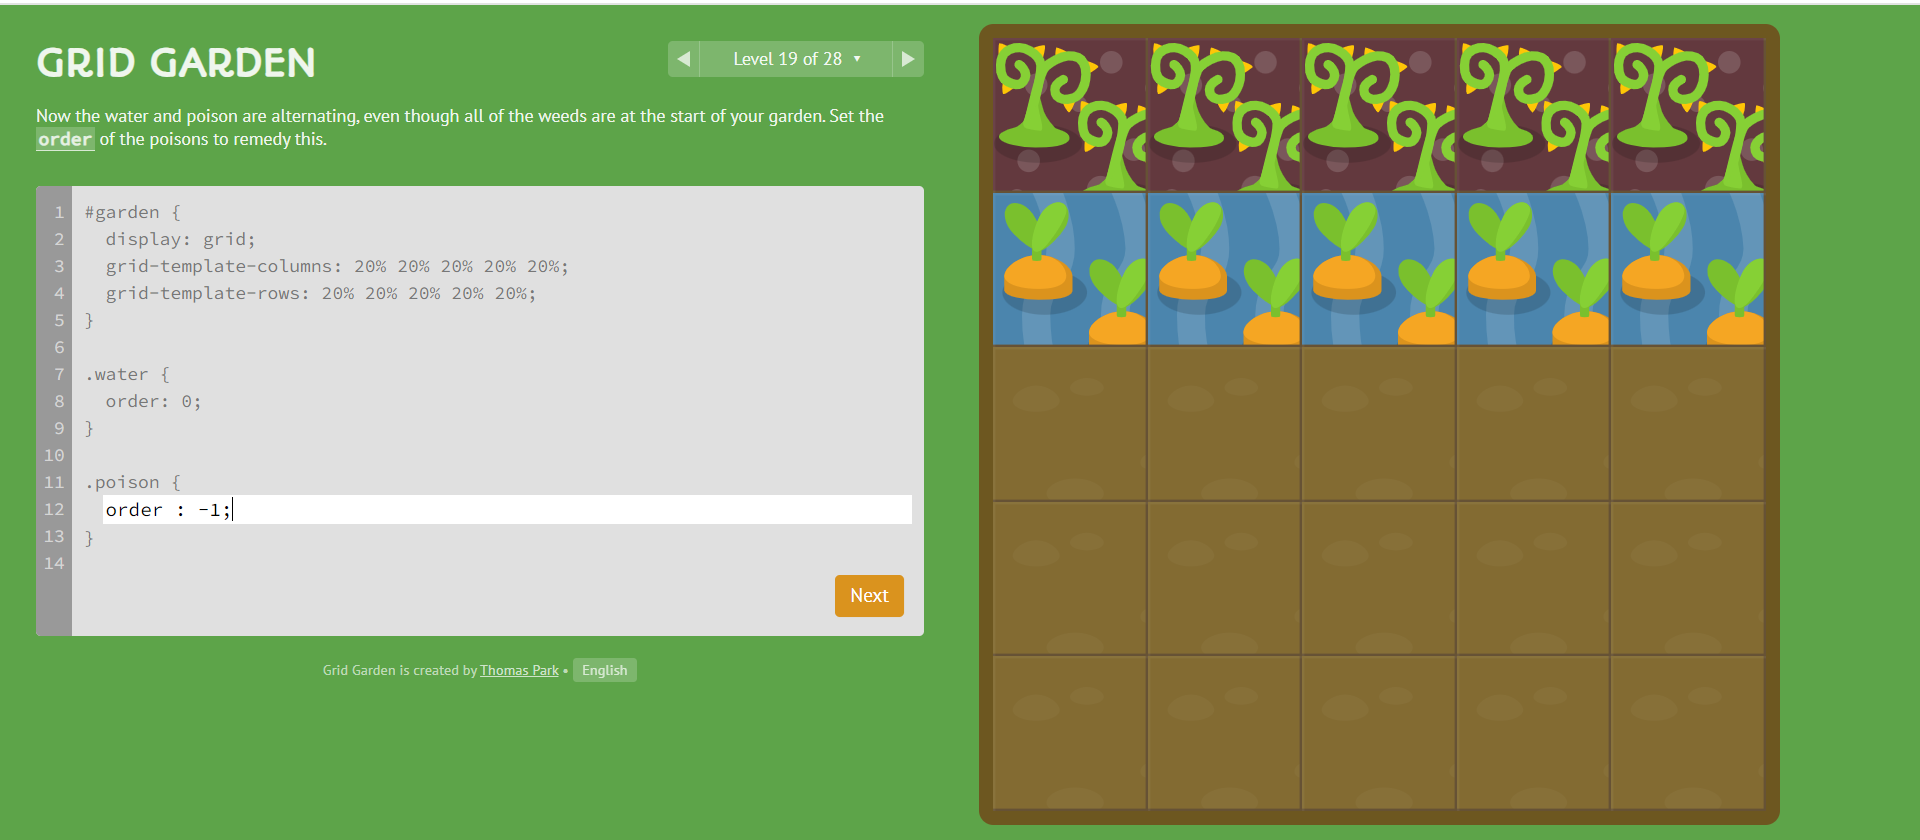 GRID GARDEN
Level 19 of 28 ▼
Now the water and poison are alternating, even though all of the weeds are at the start of your garden. Set the
order of the poisons to remedy this.
1 #garden {
2 display: grid;
3 grid-template-columns: 20% 20% 20% 20% 20%;
4 grid-template-rows: 20% 20% 20% 20% 20%;
5 }
6
7 .water {
8 order: 0;
9 }
10
11 .poison {
12 order : -1;
13 }
14
Next
Grid Garden is created by Thomas Park • English